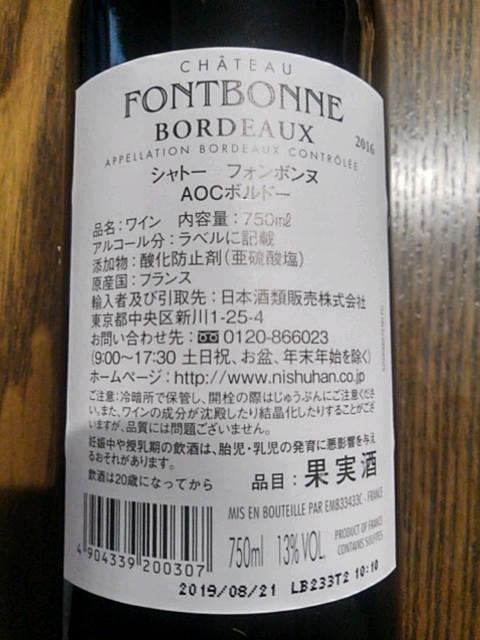 CHÂTEAU
FONTBONNE
BORDEAUX
2016
APPELLATION BORDEAUX CONTRÔLÉE
シャトー フォンボンヌ
AOCボルドー
品名:ワイン 内容量:750mℓ
アルコール分:ラベルに記載
添加物:酸化防止剤(亜硫酸塩)
原産国:フランス
輸入者及び引取先:日本酒類販売株式会社
東京都中央区新川1-25-4
お問い合わせ先:0120-866023
(9:00〜17:30 土日祝、お盆、年末年始を除く)
ホームページ:http://www.nishuhan.co.jp
ご注意:冷暗所で保管し、開栓の際はじゅうぶんにご注意くださ
い。また、ワインの成分が沈殿したり結晶化したりすることがござ
いますが、品質には問題ございません。
妊娠中や授乳期の飲酒は、胎児・乳児の発育に悪影響を与え
るおそれがあります。
飲酒は20歳になってから
品目:果実酒
MIS EN BOUTEILLE PAR EMB33433C - FRANCE
750ml 13% VOL.
PRODUCT OF FRANCE
CONTAINS SULFITES
4 904339 200307
2019/08/21 LB233T2 10:10